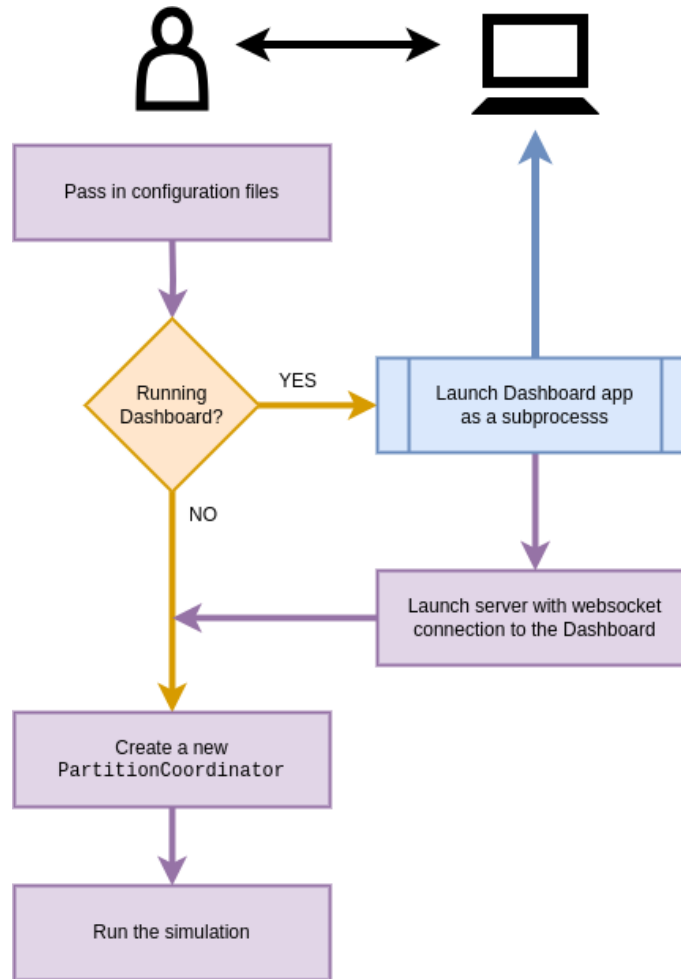 Pass in configuration files
Running
Dashboard?
YES
Launch Dashboard app
as a subprocesss
NO
Launch server with websocket
connection to the Dashboard
Create a new
PartitionCoordinator
Run the simulation